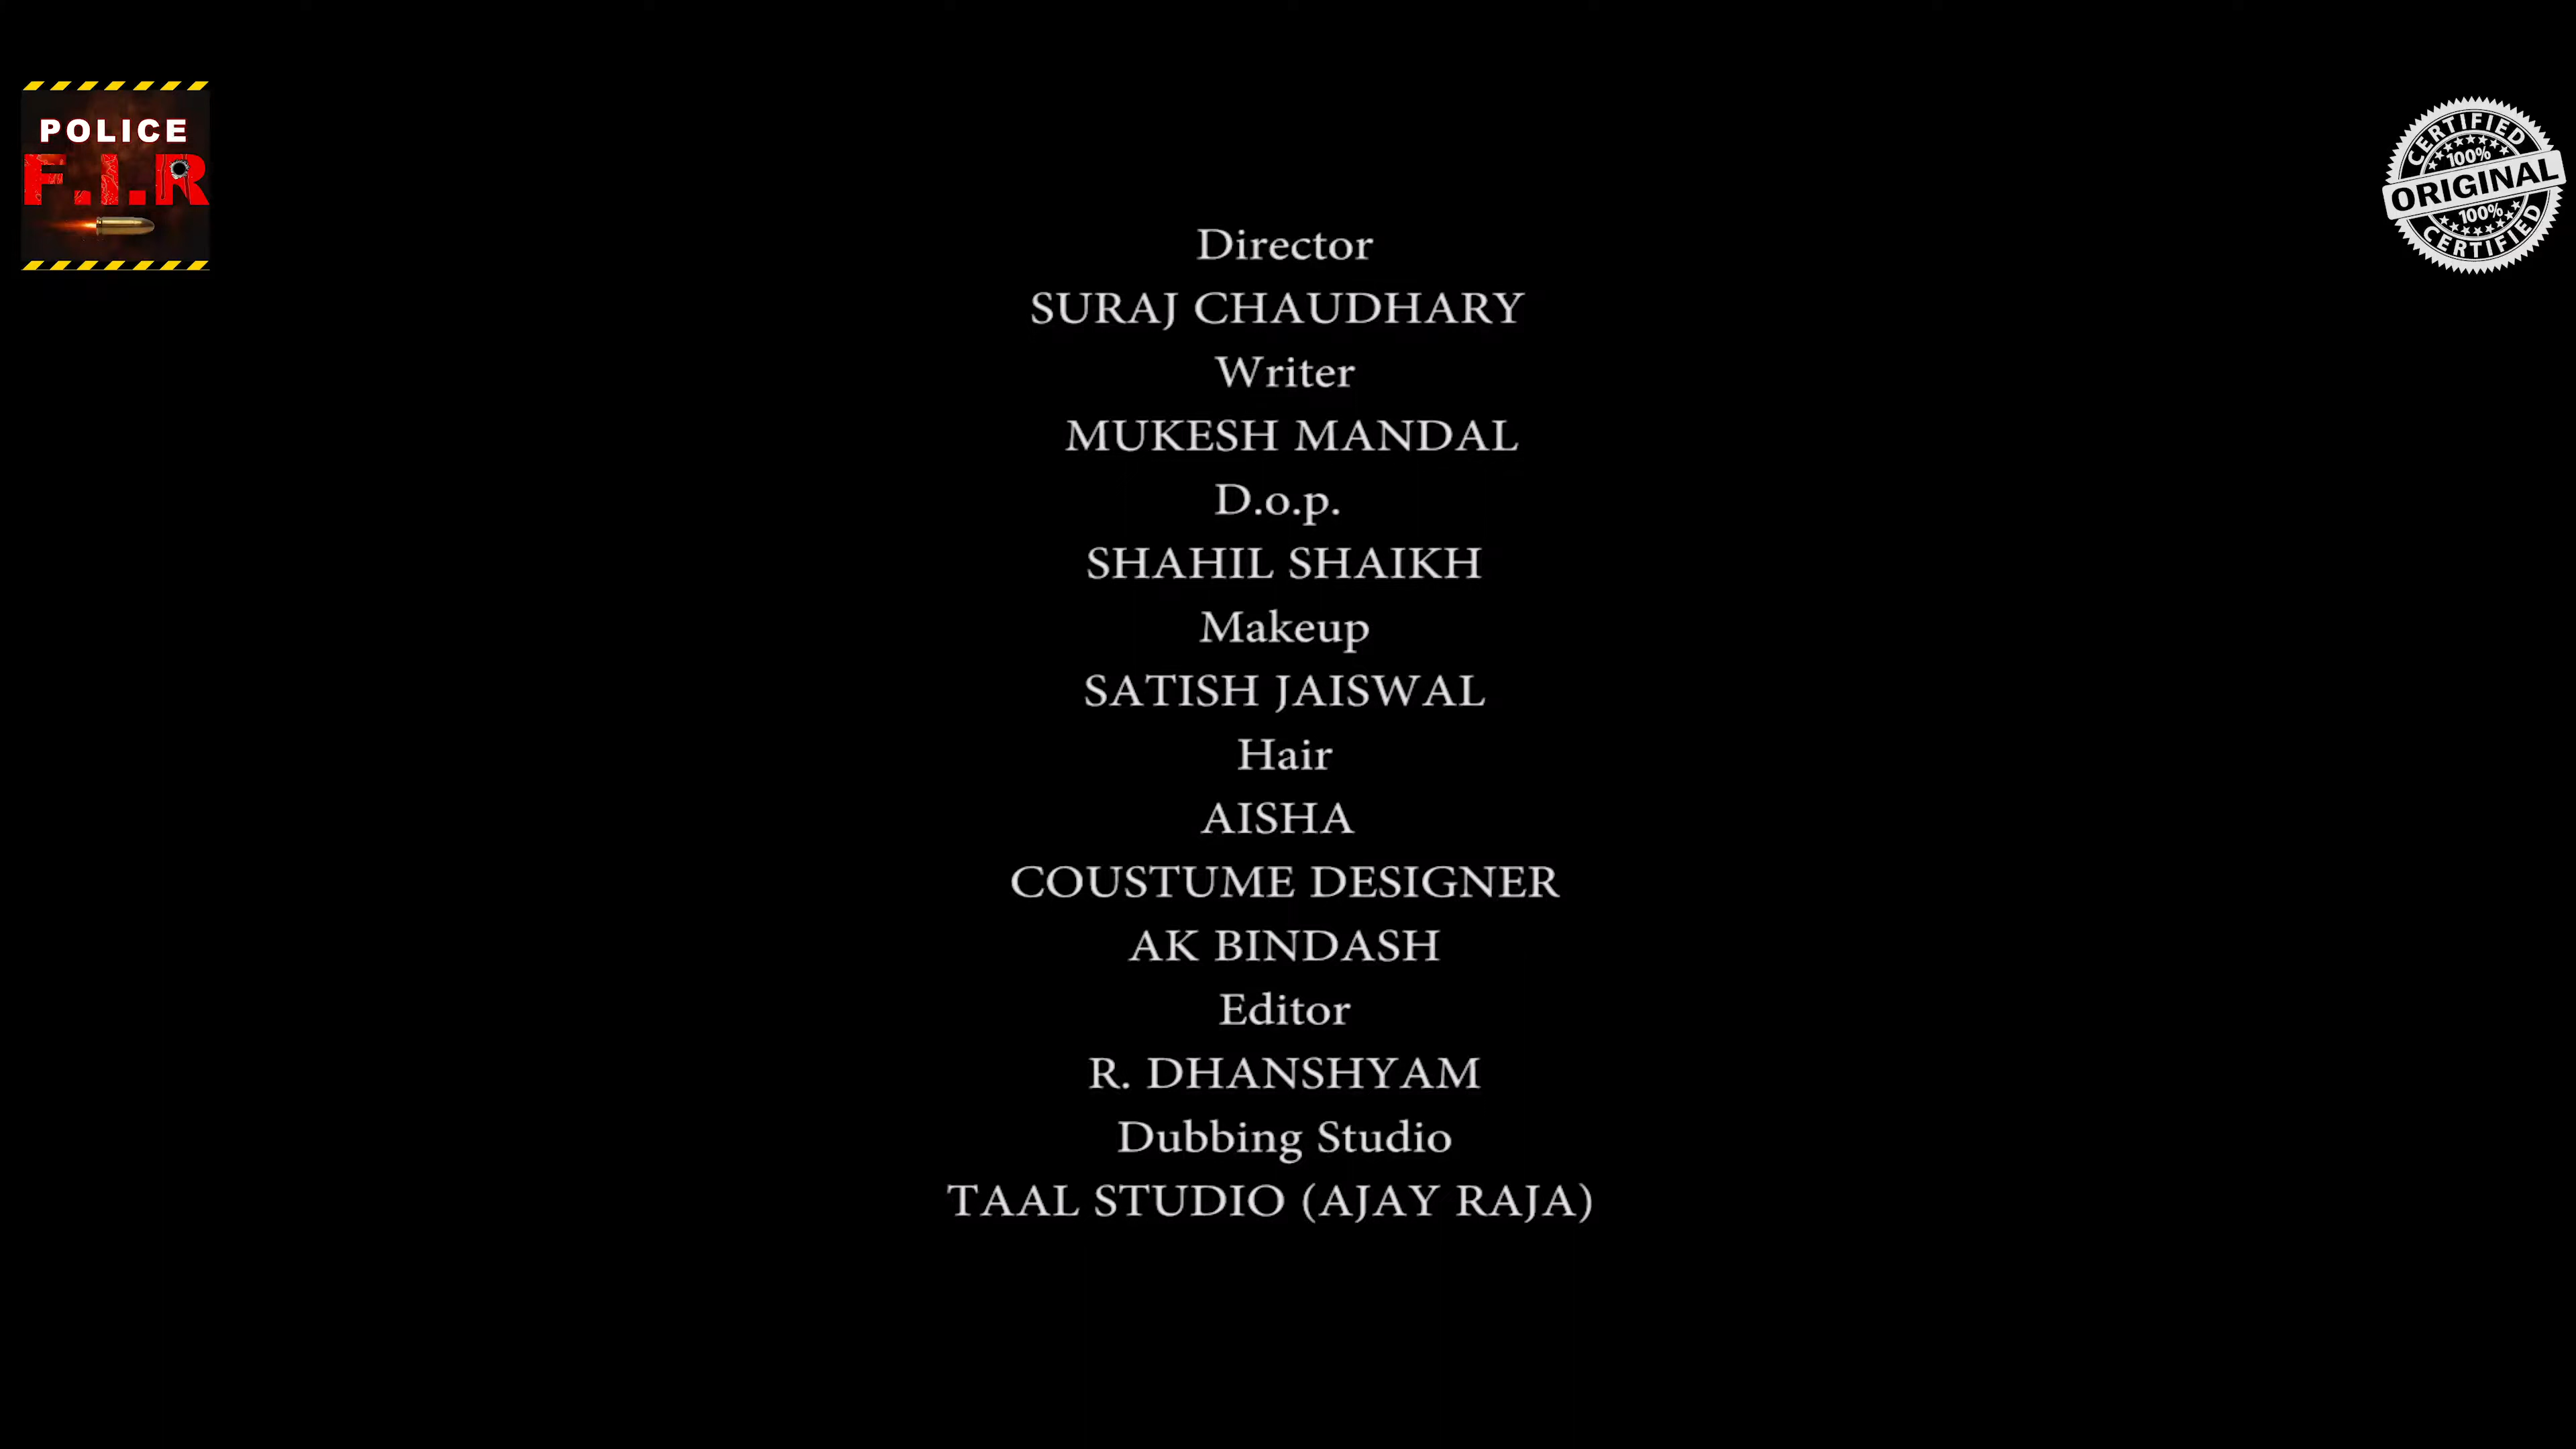 POLICE
F.I.R
CERTIFIED
100%
ORIGINAL
100%
CERTIFIED
Director
SURAJ CHAUDHARY
Writer
MUKESH MANDAL
D.o.p.
SHAHIL SHAIKH
Makeup
SATISH JAISWAL
Hair
AISHA
COUSTUME DESIGNER
AK BINDASH
Editor
R. DHANSHYAM
Dubbing Studio
TAAL STUDIO (AJAY RAJA)